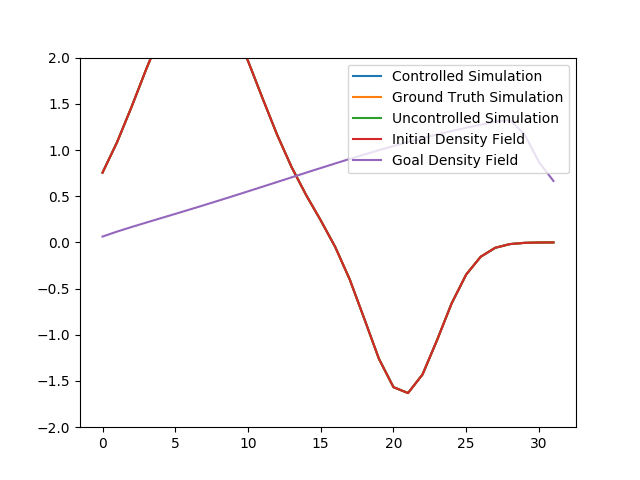 2.0
1.5
1.0
0.5
0.0
−0.5
−1.0
−1.5
−2.0
0 5 10 15 20 25 30
Controlled Simulation
Ground Truth Simulation
Uncontrolled Simulation
Initial Density Field
Goal Density Field